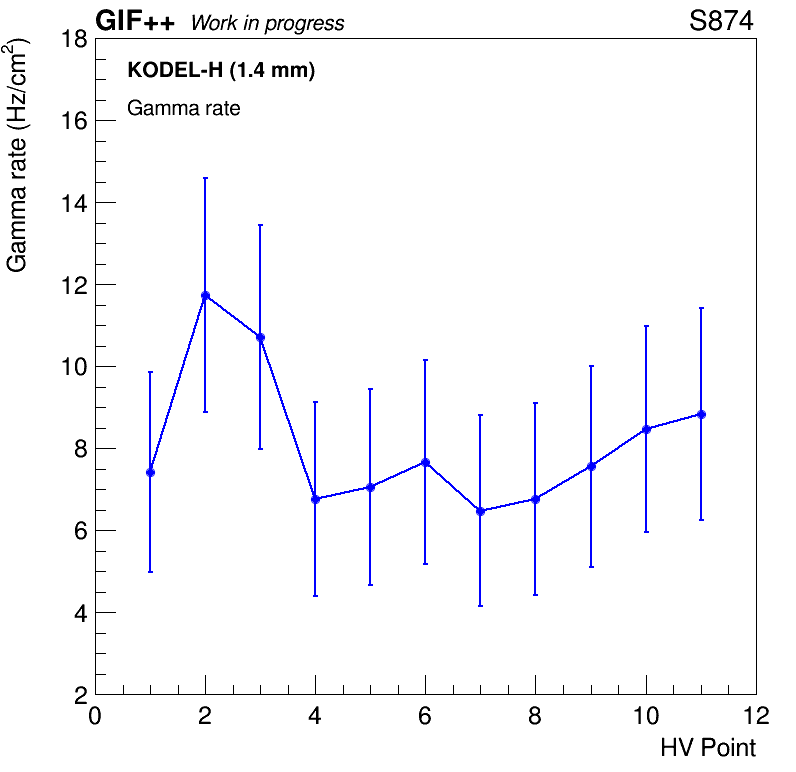 GIF++ Work in progress S874
KODEL-H (1.4 mm)
Gamma rate
Gamma rate (Hz/cm²)
18
16
14
12
10
8
6
4
2
0 2 4 6 8 10 12
HV Point